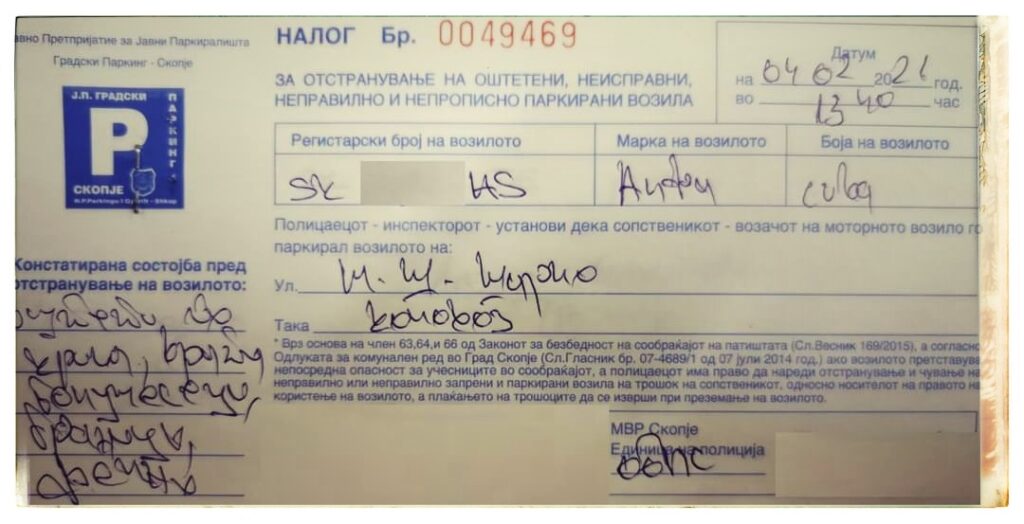 авно Претпријатие за Јавни Паркиралишта
Градски Паркинг - Скопје
Ј.П. ГРАДСКИ
ПАРКИНГ
P
СКОПЈЕ
НАЛОГ Бр. 0049469
ЗА ОТСТРАНУВАЊЕ НА ОШТЕТЕНИ, НЕИСПРАВНИ,
НЕПРАВИЛНО И НЕПРОПИСНО ПАРКИРАНИ ВОЗИЛА
Датум
на 04 02 2021 год.
во 13 40 час
Регистарски број на возилото
Марка на возилото
Боја на возилото
SK
Полицаецот - инспекторот - установи дека сопственикот - возачот на моторното возило го
паркирал возилото на:
Ул.
Така коловоз
* Врз основа на член 63,64,и 66 од Законот за безбедност на сообраќајот на патиштата (Сл.Весник 169/2015), а согласно
Одлуката за комунален ред во Град Скопје (Сл.Гласник бр. 07-4689/1 од 07 јули 2014 год.) ако возилото претставува
непосредна опасност за учесниците во сообраќајот, а полицаецот има право да нареди отстранување и чување на
неправилно или неправилно запрени и паркирани возила на трошок на сопственикот, односно носителот на правото на
користење на возилото, а плаќањето на трошоците да се изврши при преземање на возилото.
Констатирана состојба пред
отстранување на возилото:
МВР Скопје
Единица на полиција